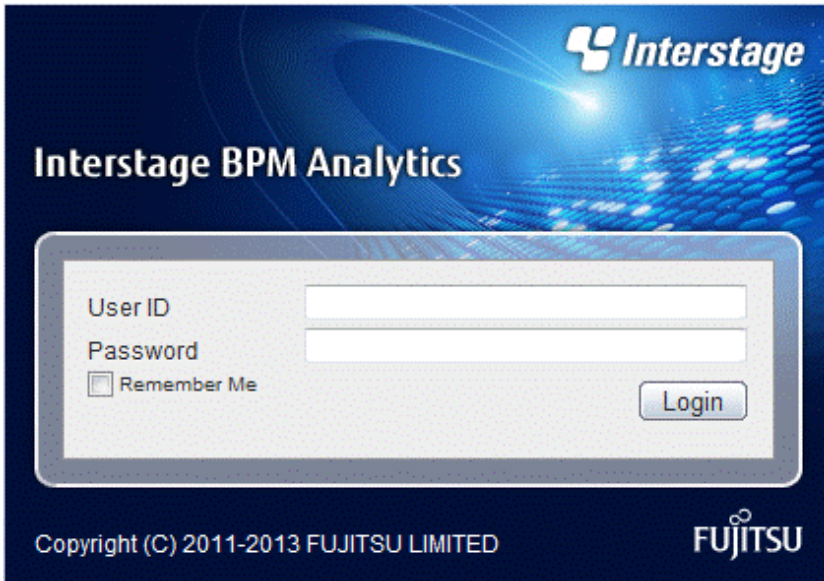 Interstage
Interstage BPM Analytics
User ID
Password
Remember Me
Login
Copyright (C) 2011-2013 FUJITSU LIMITED
FUJITSU